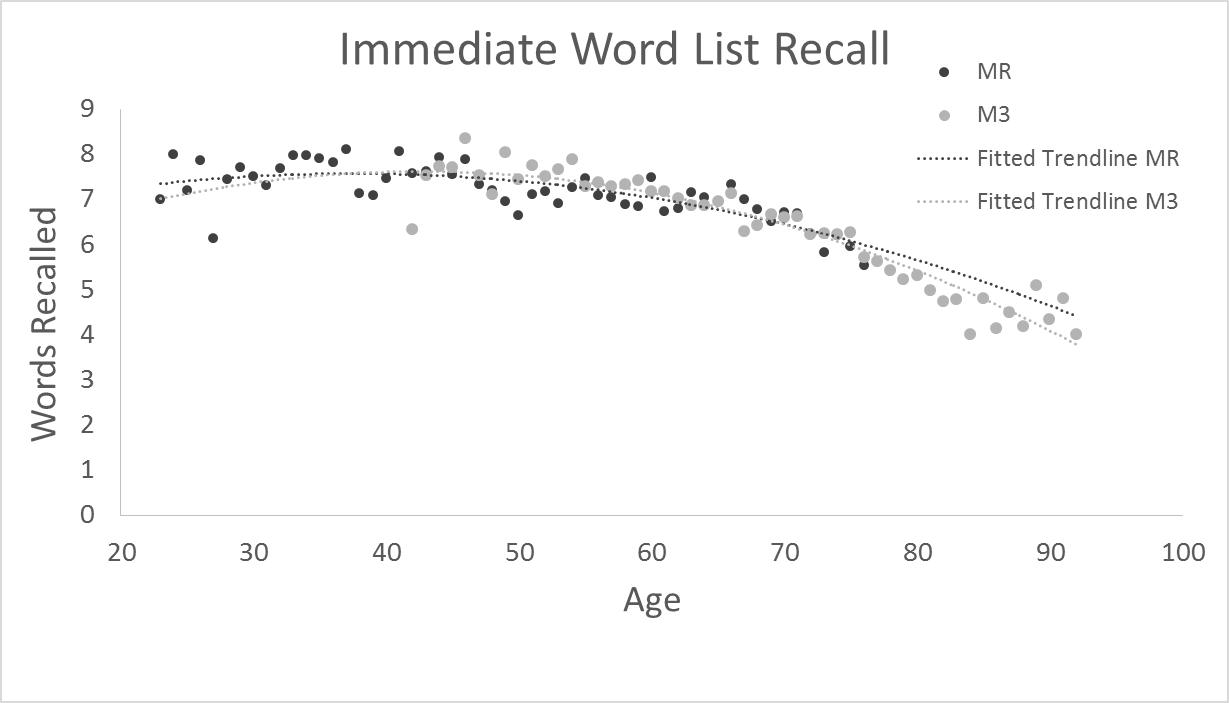 Immediate Word List Recall
MR
M3
Fitted Trendline MR
Fitted Trendline M3
Words Recalled
9
8
7
6
5
4
3
2
1
0
20 30 40 50 60 70 80 90 100
Age